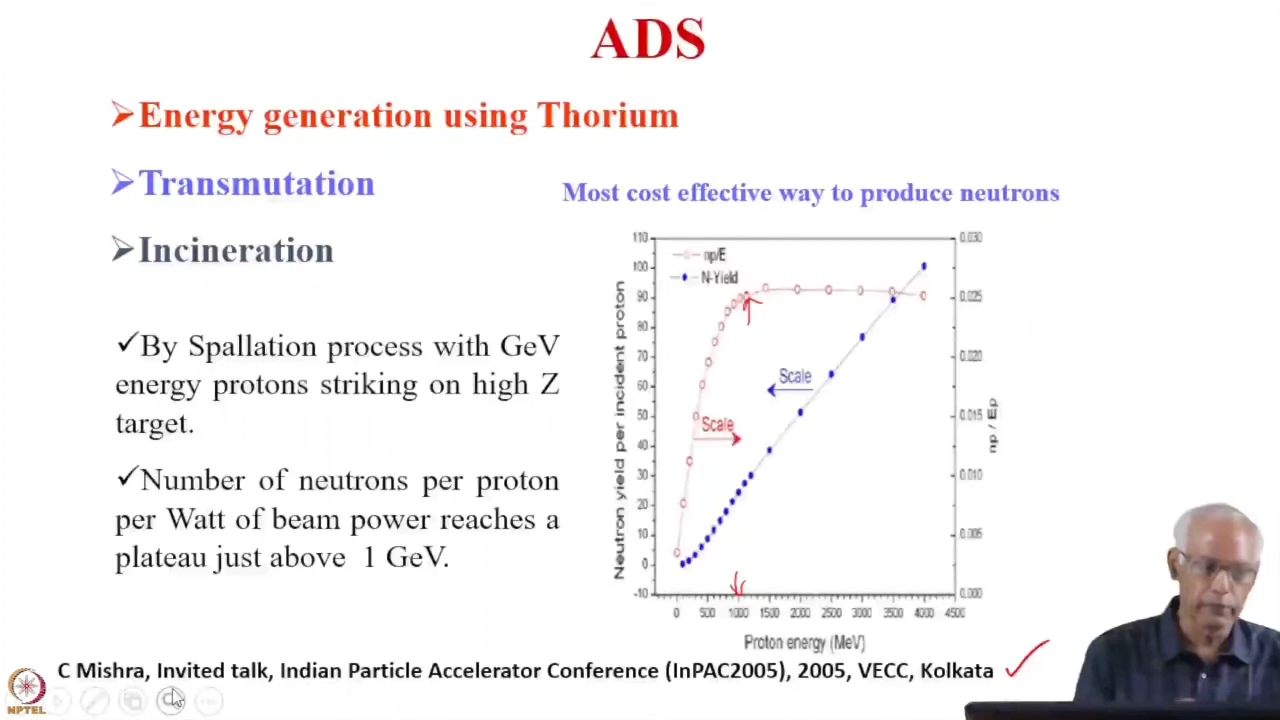 ADS
Energy generation using Thorium
Transmutation
Most cost effective way to produce neutrons
Incineration
By Spallation process with GeV
energy protons striking on high Z
target.
Number of neutrons per proton
per Watt of beam power reaches a
plateau just above 1 GeV.
Neutron yield per incident proton
110
100
90
80
70
60
50
40
30
20
10
0
-10
np/E
N-Yield
Scale
Scale
0.030
0.025
0.020
0.015
0.010
0.005
0.000
np / Ep
0 500 1000 1500 2000 2500 3000 3500 4000 4500
Proton energy (MeV)
C Mishra, Invited talk, Indian Particle Accelerator Conference (InPAC2005), 2005, VECC, Kolkata
NPTEL